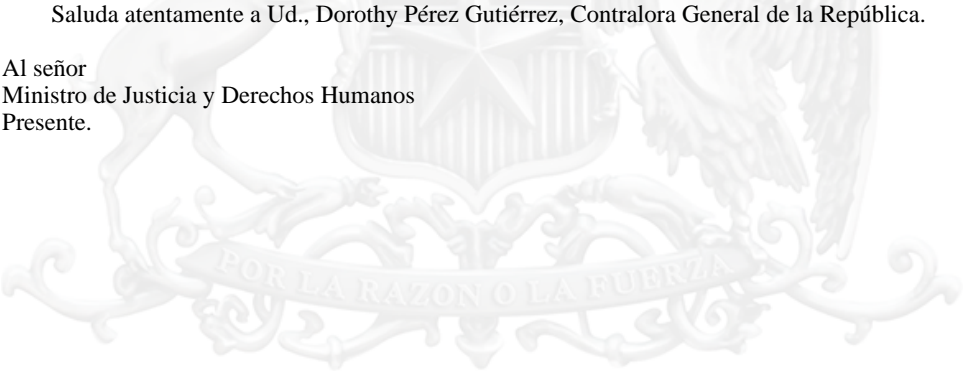 Saluda atentamente a Ud., Dorothy Pérez Gutiérrez, Contralora General de la República.
Al señor
Ministro de Justicia y Derechos Humanos
Presente.
POR LA RAZON O LA FUERZA